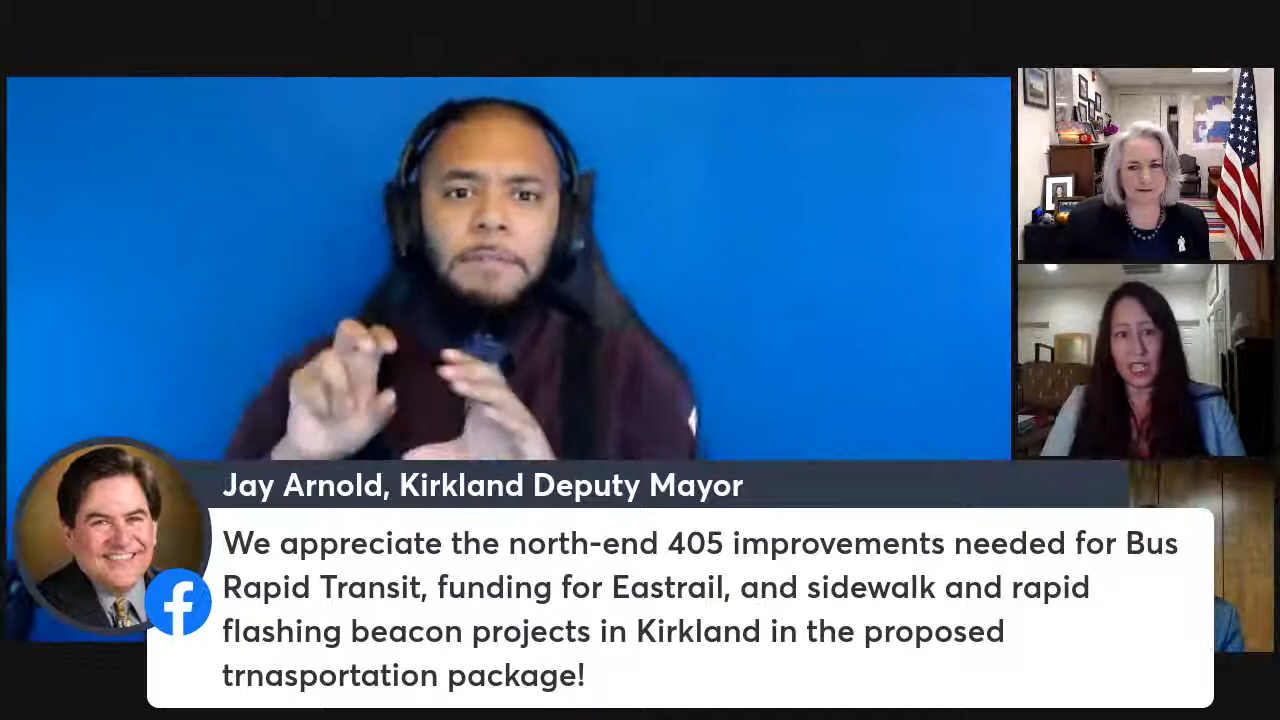 Jay Arnold, Kirkland Deputy Mayor
We appreciate the north-end 405 improvements needed for Bus
Rapid Transit, funding for Eastrail, and sidewalk and rapid
flashing beacon projects in Kirkland in the proposed
trnasportation package!